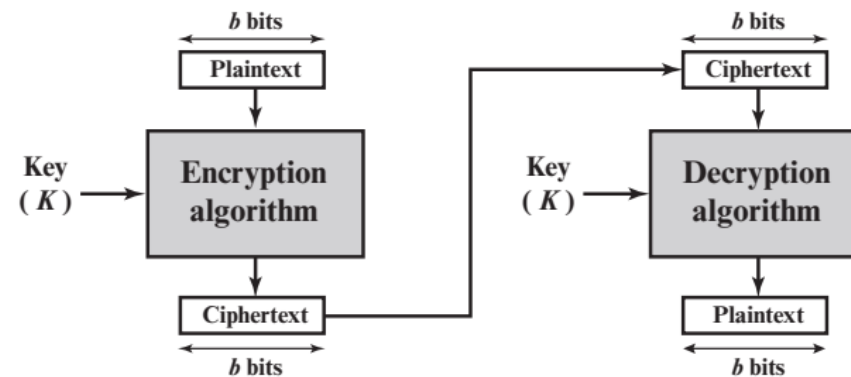 b bits
Plaintext
Key
( K )
Encryption
algorithm
Ciphertext
b bits
b bits
Ciphertext
Key
( K )
Decryption
algorithm
Plaintext
b bits